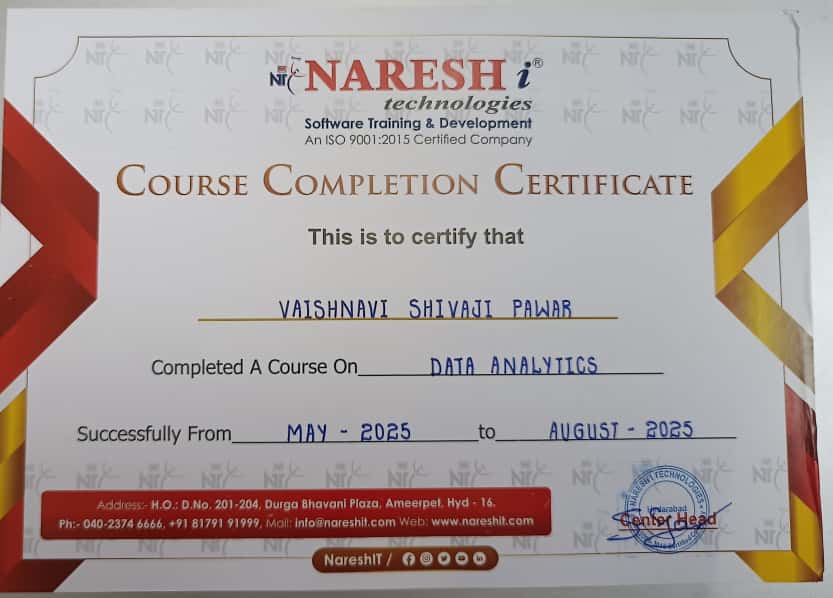 NARESH i ®
technologies
Software Training & Development
An ISO 9001:2015 Certified Company
COURSE COMPLETION CERTIFICATE
This is to certify that
VAISHNAVI SHIVAJI PAWAR
Completed A Course On DATA ANALYTICS
Successfully From MAY - 2025 to AUGUST - 2025
Address:- H.O.: D.No. 201-204, Durga Bhavani Plaza, Ameerpet, Hyd - 16.
Ph:- 040-2374 6666, +91 81791 91999, Mail: info@nareshit.com Web: www.nareshit.com
NARESH i TECHNOLOGIES
Hyderabad
Center Head
NareshIT /